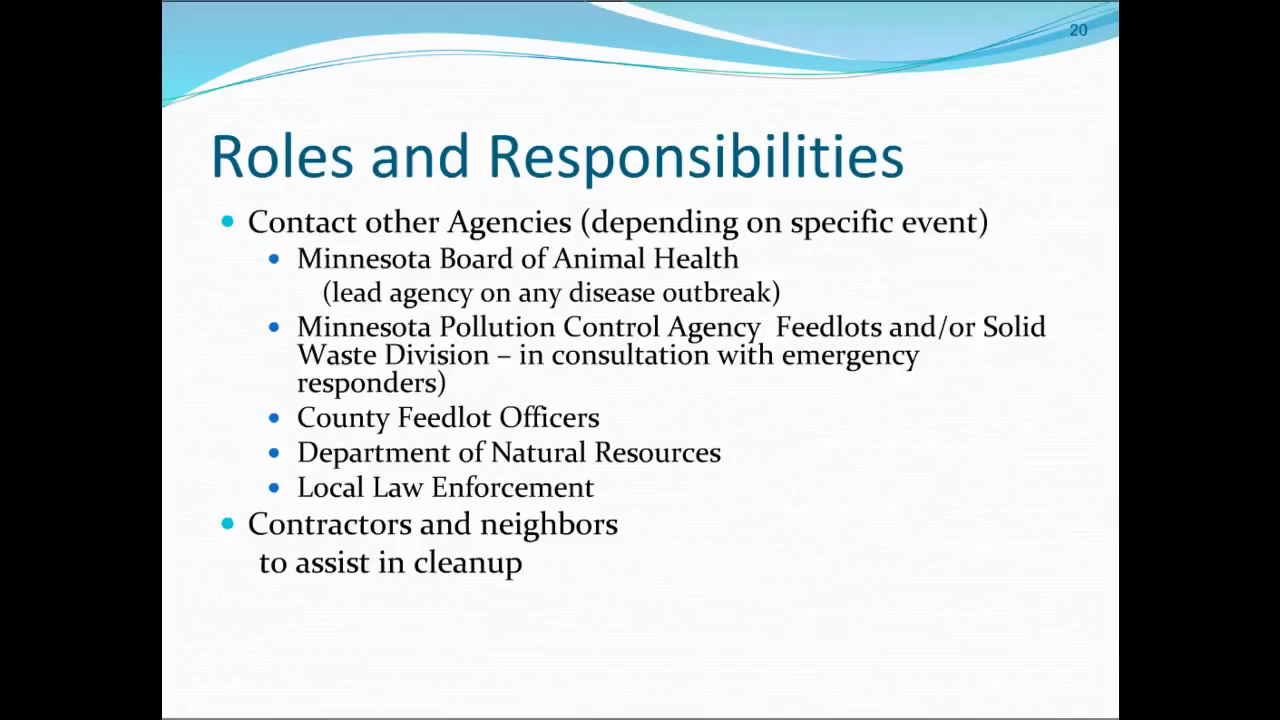 20
Roles and Responsibilities
• Contact other Agencies (depending on specific event)
• Minnesota Board of Animal Health
(lead agency on any disease outbreak)
• Minnesota Pollution Control Agency  Feedlots and/or Solid
Waste Division – in consultation with emergency
responders)
• County Feedlot Officers
• Department of Natural Resources
• Local Law Enforcement
• Contractors and neighbors
to assist in cleanup